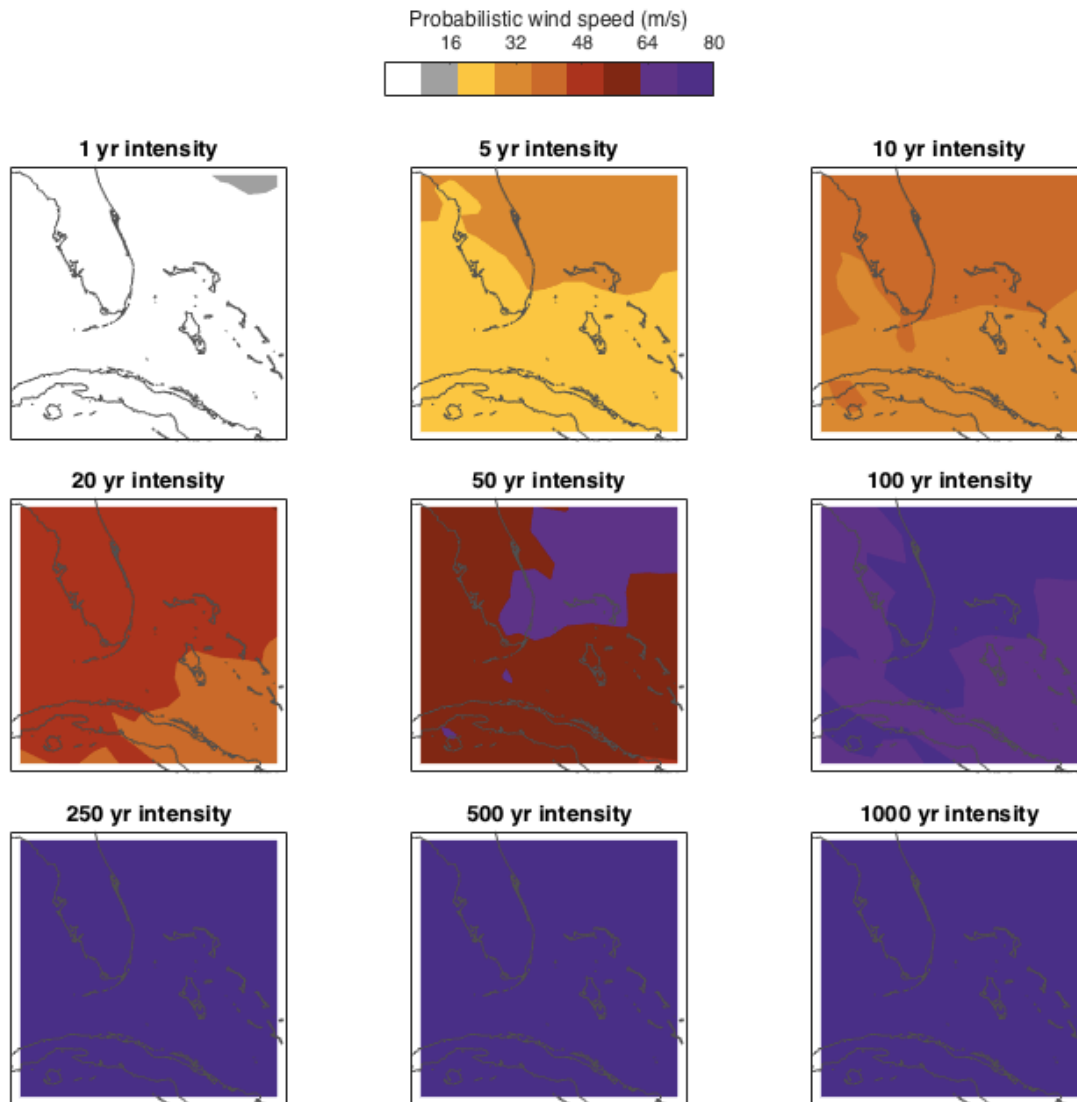 Probabilistic wind speed (m/s)
16 32 48 64 80
1 yr intensity 5 yr intensity 10 yr intensity
20 yr intensity 50 yr intensity 100 yr intensity
250 yr intensity 500 yr intensity 1000 yr intensity